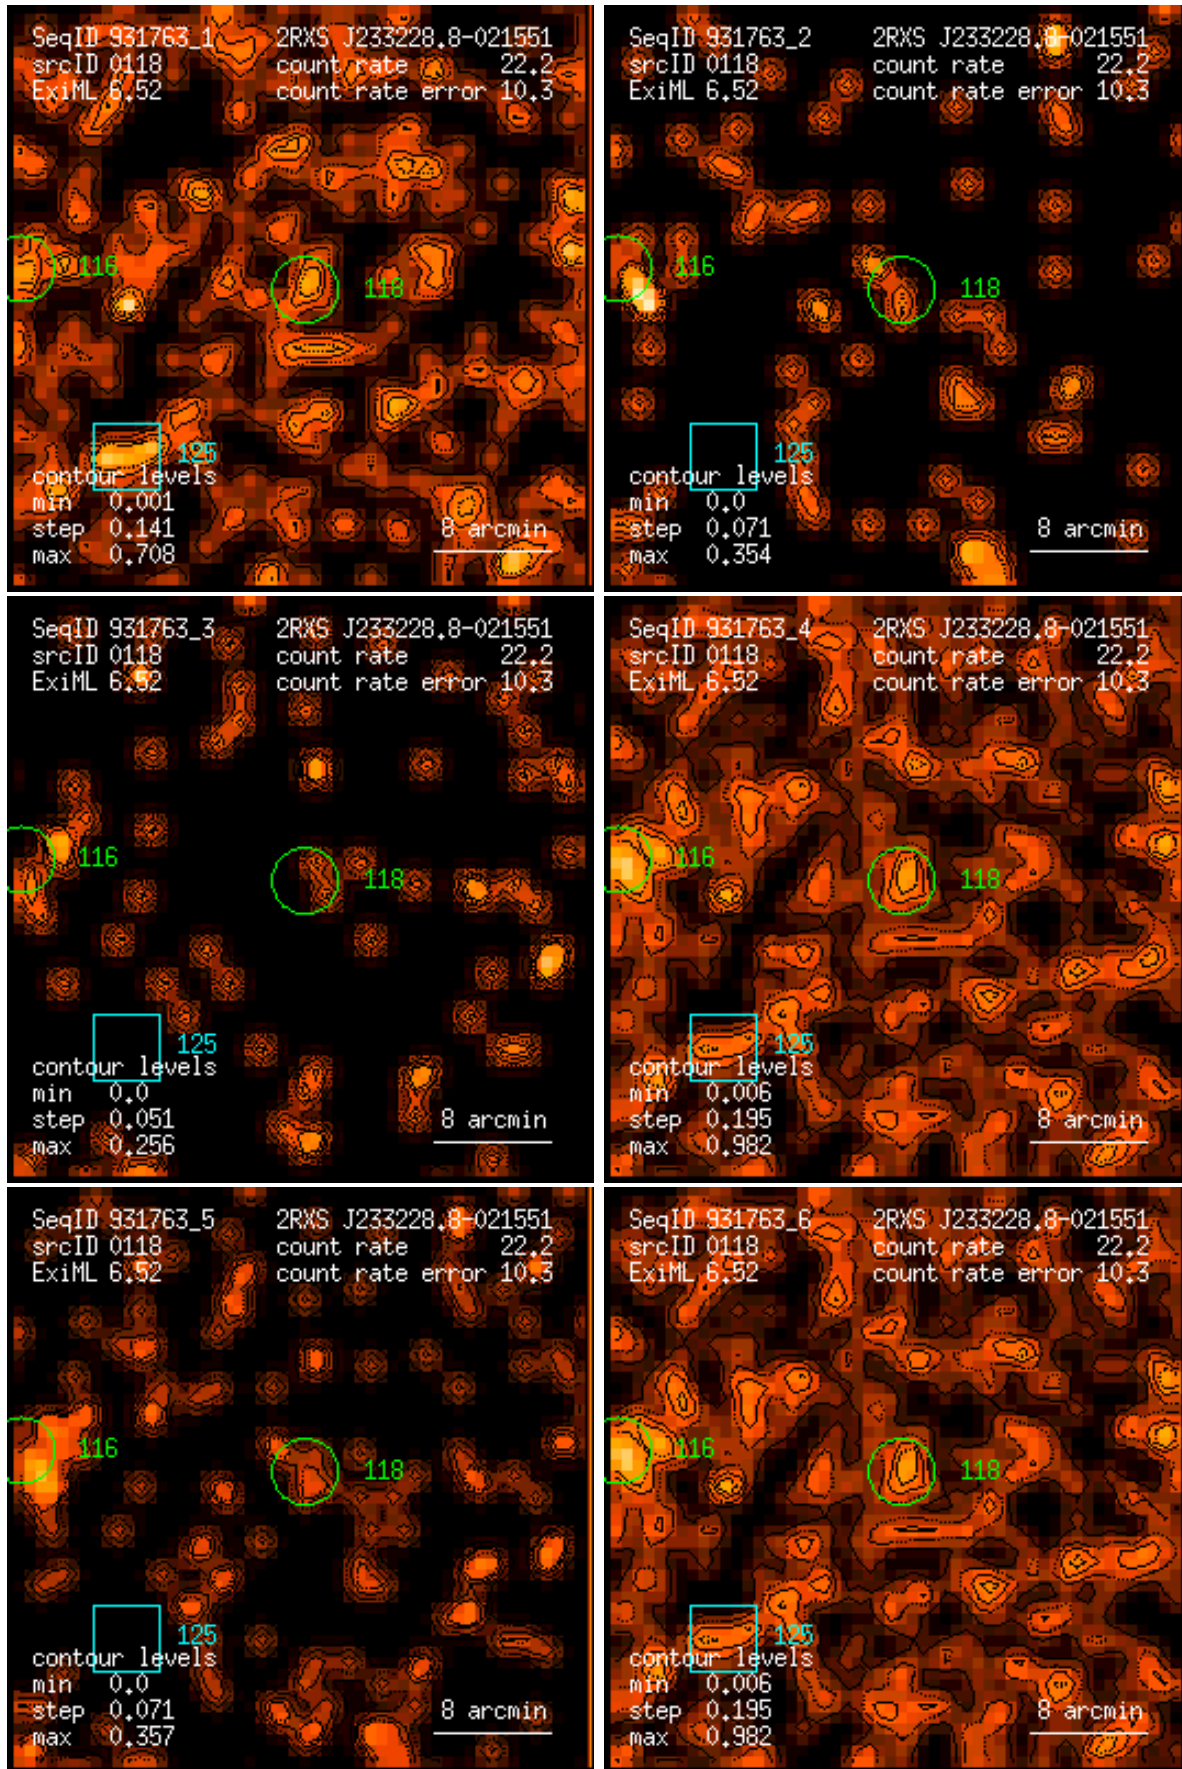 SeqID 931763_1 2RXS J233228.8-021551
srcID 0118 count rate 22.2
ExiML 6.52 count rate error 10.3
116
118
125
contour levels
min 0.001
step 0.141
max 0.708
8 arcmin
SeqID 931763_2 2RXS J233228.8-021551
srcID 0118 count rate 22.2
ExiML 6.52 count rate error 10.3
116
118
125
contour levels
min 0.0
step 0.071
max 0.354
8 arcmin
SeqID 931763_3 2RXS J233228.8-021551
srcID 0118 count rate 22.2
ExiML 6.52 count rate error 10.3
116
118
125
contour levels
min 0.0
step 0.051
max 0.256
8 arcmin
SeqID 931763_4 2RXS J233228.8-021551
srcID 0118 count rate 22.2
ExiML 6.52 count rate error 10.3
116
118
125
contour levels
min 0.006
step 0.195
max 0.982
8 arcmin
SeqID 931763_5 2RXS J233228.8-021551
srcID 0118 count rate 22.2
ExiML 6.52 count rate error 10.3
116
118
125
contour levels
min 0.0
step 0.071
max 0.357
8 arcmin
SeqID 931763_6 2RXS J233228.8-021551
srcID 0118 count rate 22.2
ExiML 6.52 count rate error 10.3
116
118
125
contour levels
min 0.006
step 0.195
max 0.982
8 arcmin